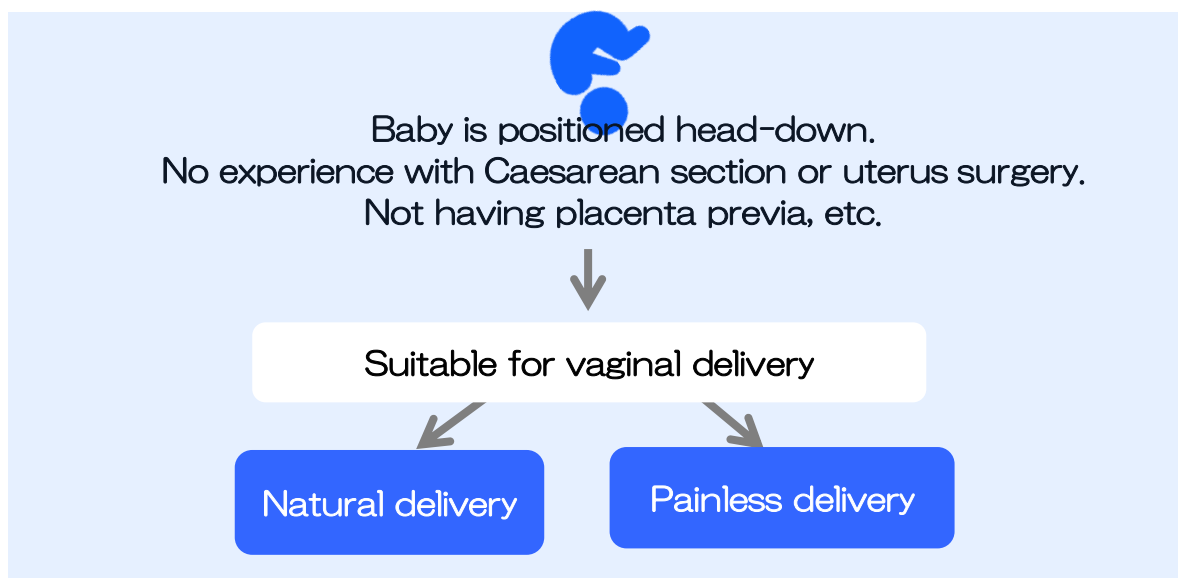 Baby is positioned head-down.
No experience with Caesarean section or uterus surgery.
Not having placenta previa, etc.
Suitable for vaginal delivery
Natural delivery
Painless delivery